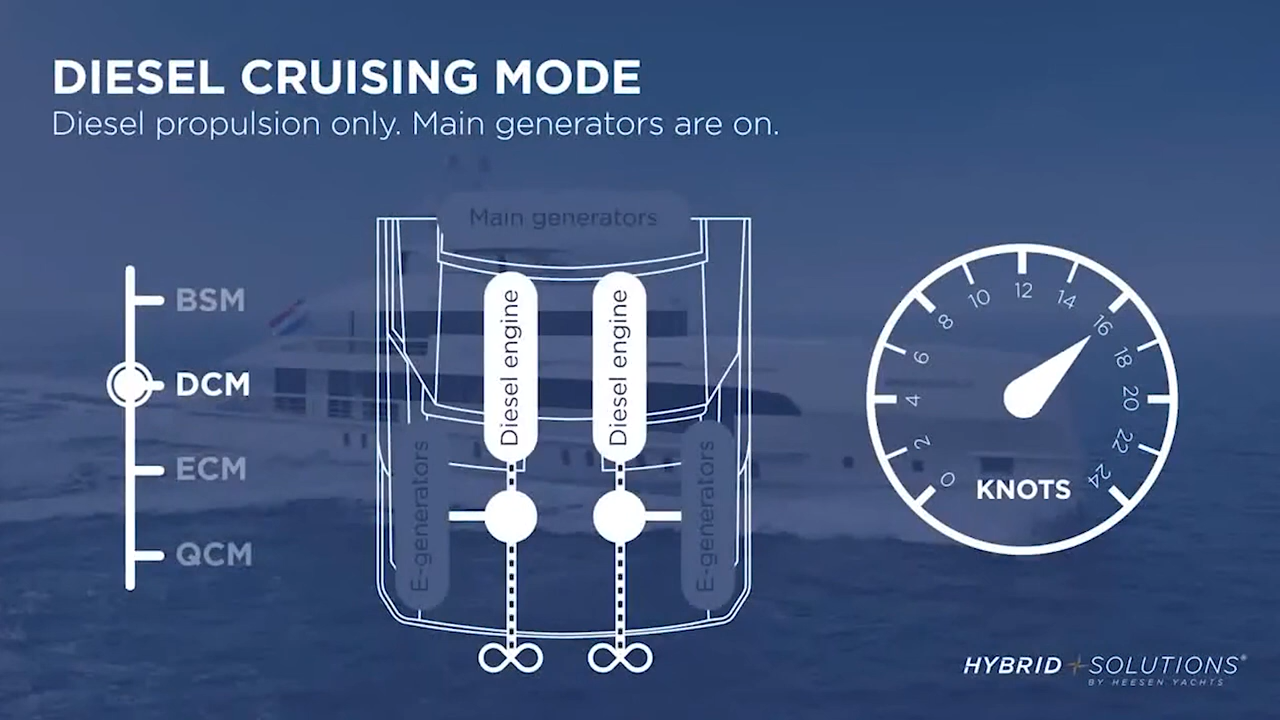 DIESEL CRUISING MODE
Diesel propulsion only. Main generators are on.
Main generators
BSM
DCM
ECM
QCM
Diesel engine
Diesel engine
E-generators
E-generators
0
2
4
6
8
10
12
14
16
18
20
22
24
KNOTS
HYBRID SOLUTIONS®
BY HEESEN YACHTS